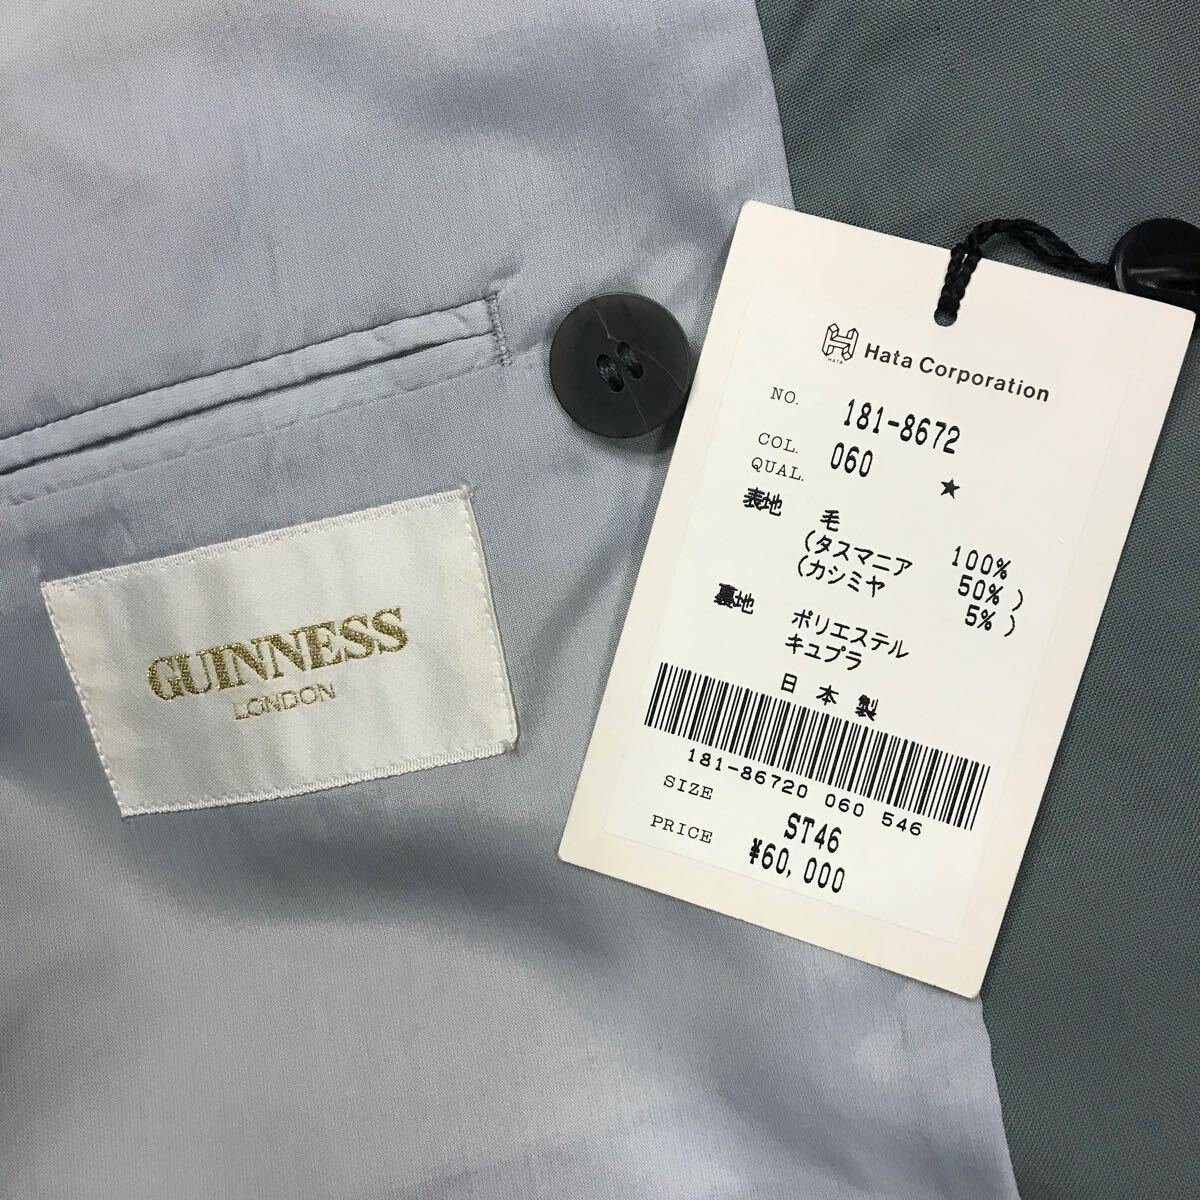 GUINNESS
LONDON
HATA
Hata Corporation
NO. 181-8672
COL. 060
QUAL. ★
表地 毛 100%
(タスマニア 50%)
(カシミヤ 5%)
裏地 ポリエステル
キュプラ
日本製
181-86720 060 546
SIZE ST46
PRICE ¥60,000